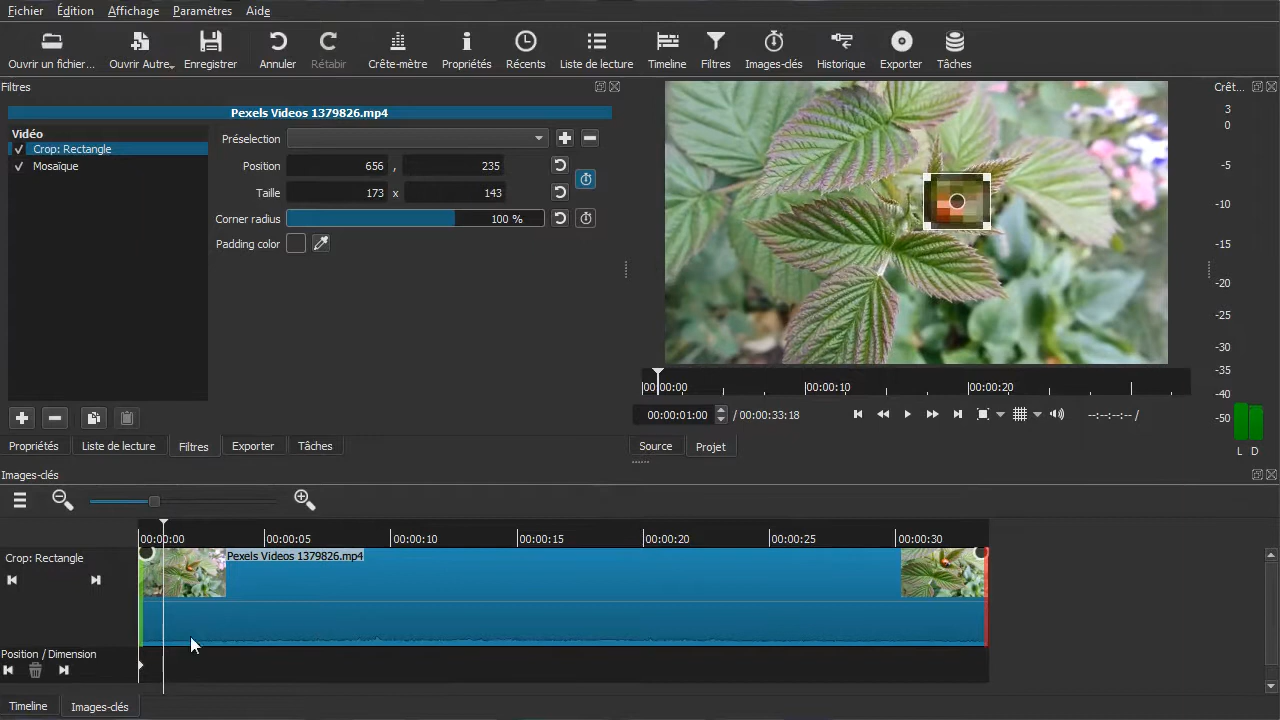 Fichier Édition Affichage Paramètres Aide
Ouvrir un fichier... Ouvrir Autre... Enregistrer Annuler Rétablir Crête-mètre Propriétés Récents Liste de lecture Timeline Filtres Images-clés Historique Exporter Tâches
Filtres
Pexels Videos 1379826.mp4
Vidéo
Crop: Rectangle
Mosaïque
Préselection
Position 656 , 235
Taille 173 x 143
Corner radius 100 %
Padding color
Crêt...
3
0
-5
-10
-15
-20
-25
-30
-35
-40
-50
L D
00:00:00 00:00:10 00:00:20
00:00:01:00 / 00:00:33:18 --:--:--:-- /
Propriétés Liste de lecture Filtres Exporter Tâches
Source Projet
Images-clés
00:00:00 00:00:05 00:00:10 00:00:15 00:00:20 00:00:25 00:00:30
Crop: Rectangle
Pexels Videos 1379826.mp4
Position / Dimension
Timeline Images-clés